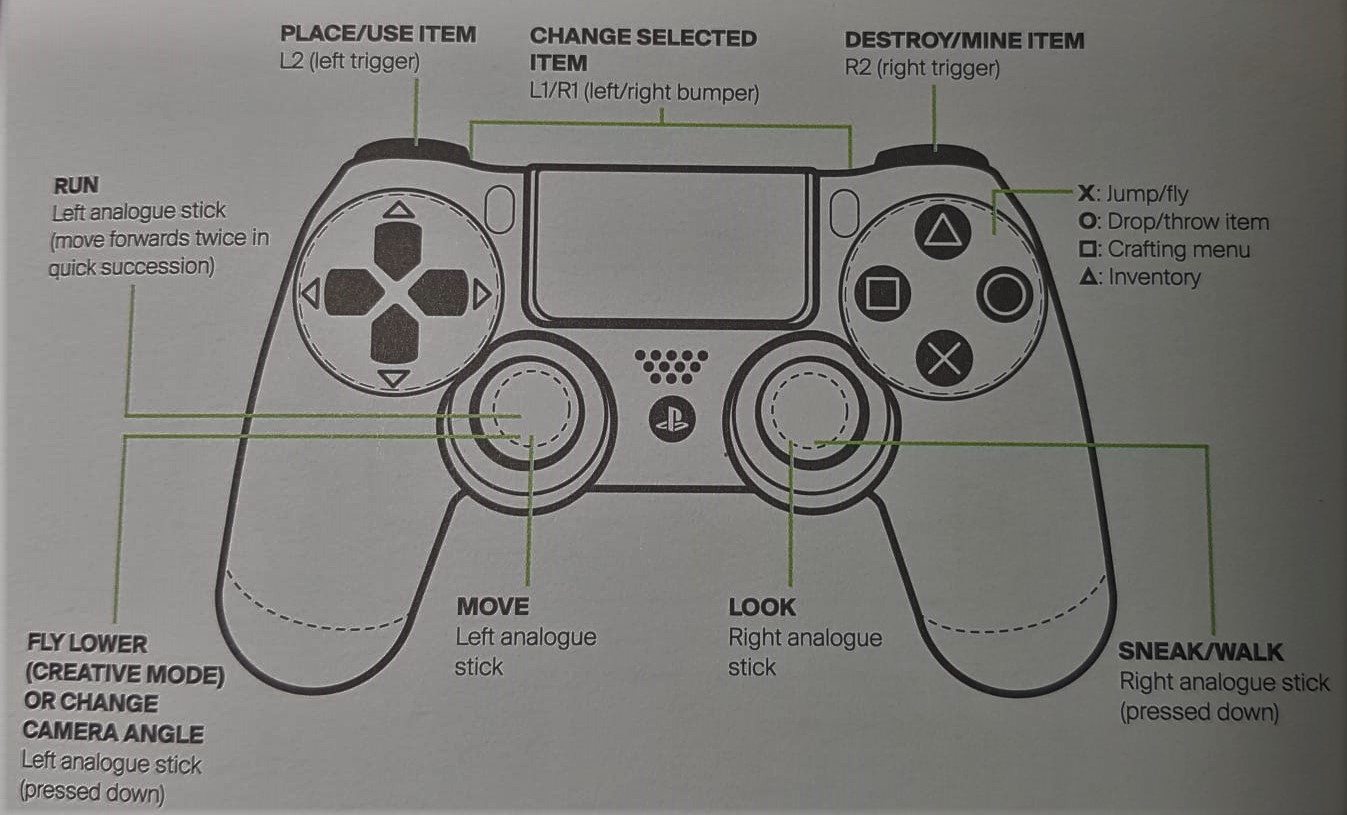 PLACE/USE ITEM
L2 (left trigger)
CHANGE SELECTED
ITEM
L1/R1 (left/right bumper)
DESTROY/MINE ITEM
R2 (right trigger)
RUN
Left analogue stick
(move forwards twice in
quick succession)
X: Jump/fly
O: Drop/throw item
□: Crafting menu
△: Inventory
MOVE
Left analogue
stick
LOOK
Right analogue
stick
FLY LOWER
(CREATIVE MODE)
OR CHANGE
CAMERA ANGLE
Left analogue stick
(pressed down)
SNEAK/WALK
Right analogue stick
(pressed down)